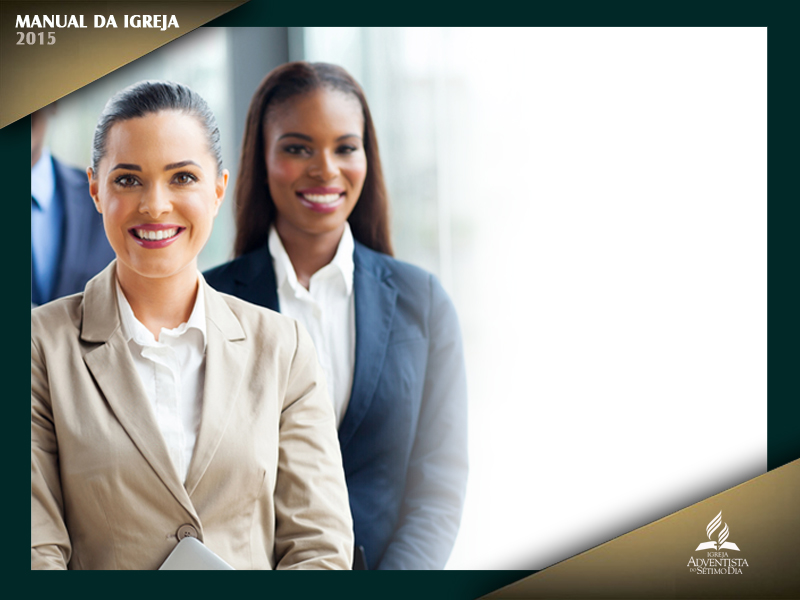 MANUAL DA IGREJA
2015
IGREJA
ADVENTISTA
DO SÉTIMO DIA